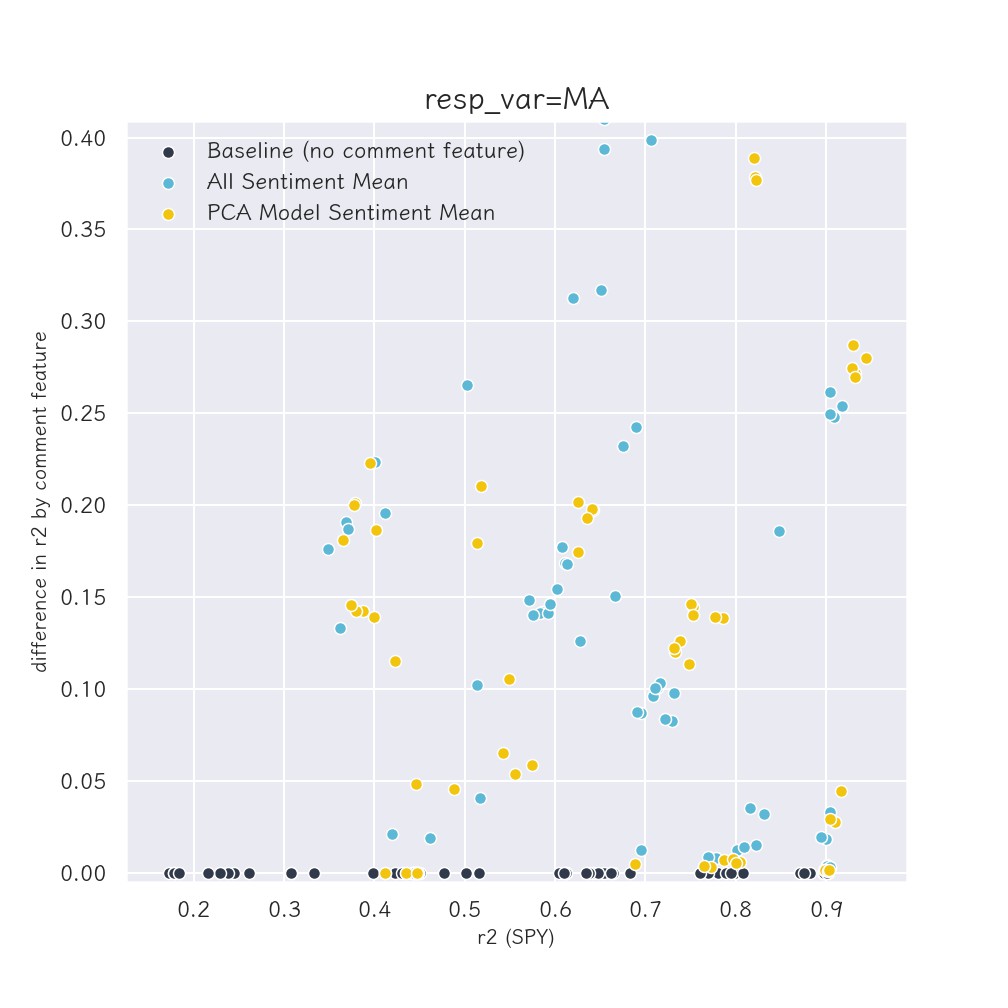 resp_var=MA
Baseline (no comment feature)
All Sentiment Mean
PCA Model Sentiment Mean
difference in r2 by comment feature
0.40
0.35
0.30
0.25
0.20
0.15
0.10
0.05
0.00
0.2 0.3 0.4 0.5 0.6 0.7 0.8 0.9
r2 (SPY)